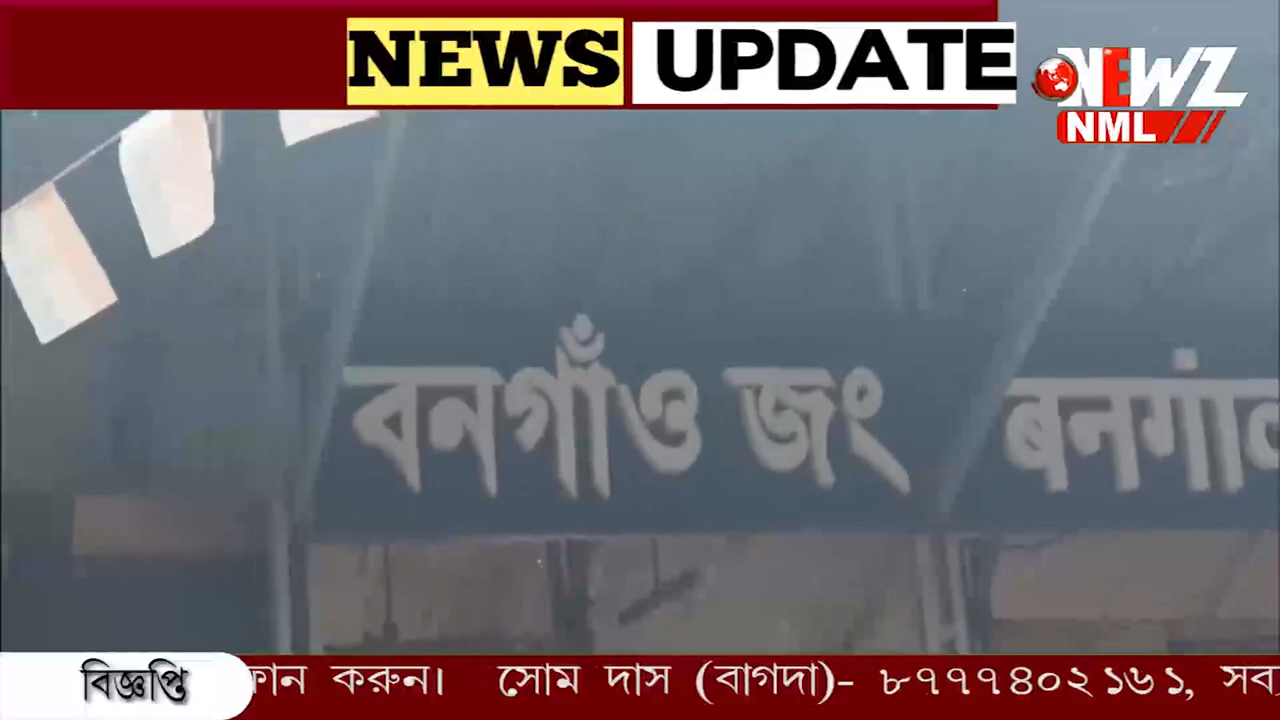 NEWS UPDATE
NEWZ
NML
বনগাঁও জং
বিজ্ঞপ্তি
ফোন করুন। সোম দাস (বাগদা)- ৮৭৭৭৪০২১৬১,